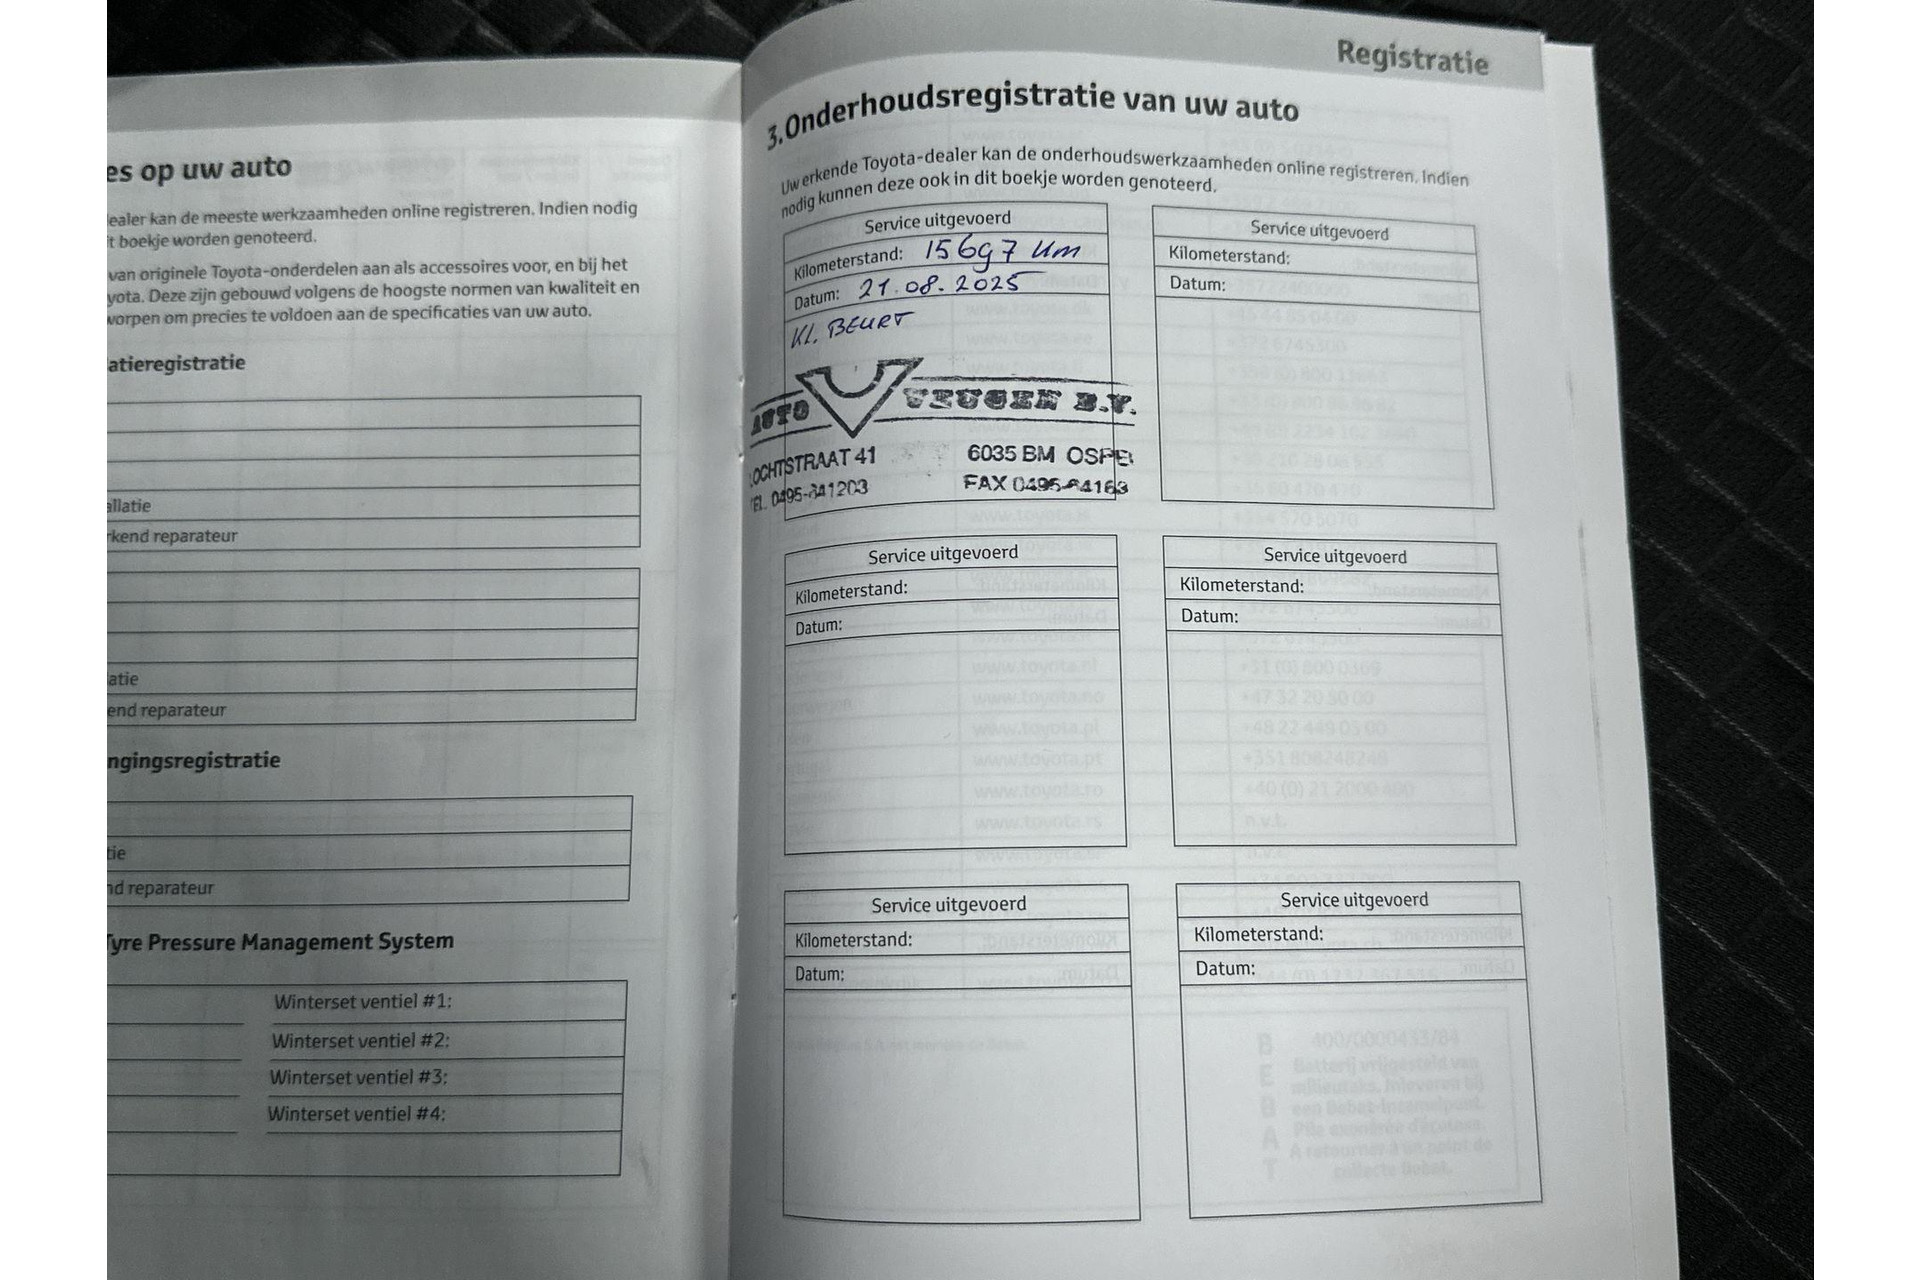 es op uw auto
ealer kan de meeste werkzaamheden online registreren. Indien nodig
it boekje worden genoteerd.
van originele Toyota-onderdelen aan als accessoires voor, en bij het
yota. Deze zijn gebouwd volgens de hoogste normen van kwaliteit en
worpen om precies te voldoen aan de specificaties van uw auto.
atieregistratie
allatie
rkend reparateur
atie
end reparateur
ngingsregistratie
tie
nd reparateur
Tyre Pressure Management System
Winterset ventiel #1:
Winterset ventiel #2:
Winterset ventiel #3:
Winterset ventiel #4:
Registratie
3. Onderhoudsregistratie van uw auto
Uw erkende Toyota-dealer kan de onderhoudswerkzaamheden online registreren. Indien
nodig kunnen deze ook in dit boekje worden genoteerd.
Service uitgevoerd
Kilometerstand: 15697 km
Datum: 21.08.2025
Kl. BEURT
AUTO VEUGEN B.V.
LOCHTSTRAAT 41 6035 BM OSPEL
TEL. 0495-641203 FAX 0495-64163
Service uitgevoerd
Kilometerstand:
Datum:
Service uitgevoerd
Kilometerstand:
Datum:
Service uitgevoerd
Kilometerstand:
Datum:
Service uitgevoerd
Kilometerstand:
Datum:
Service uitgevoerd
Kilometerstand:
Datum: